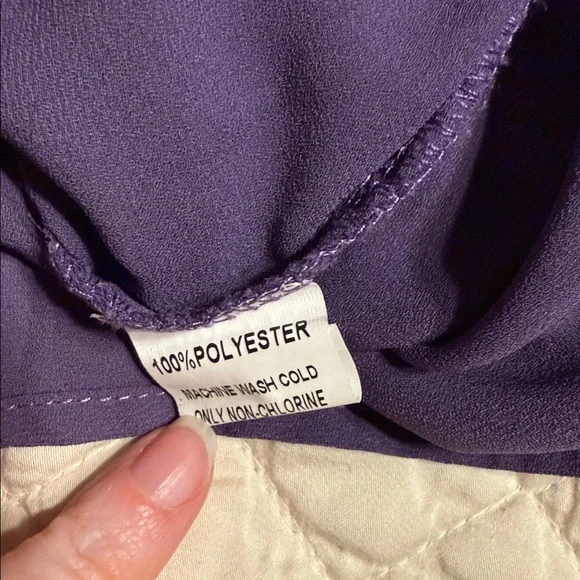 100%POLYESTER
MACHINE WASH COLD
ONLY NON-CHLORINE